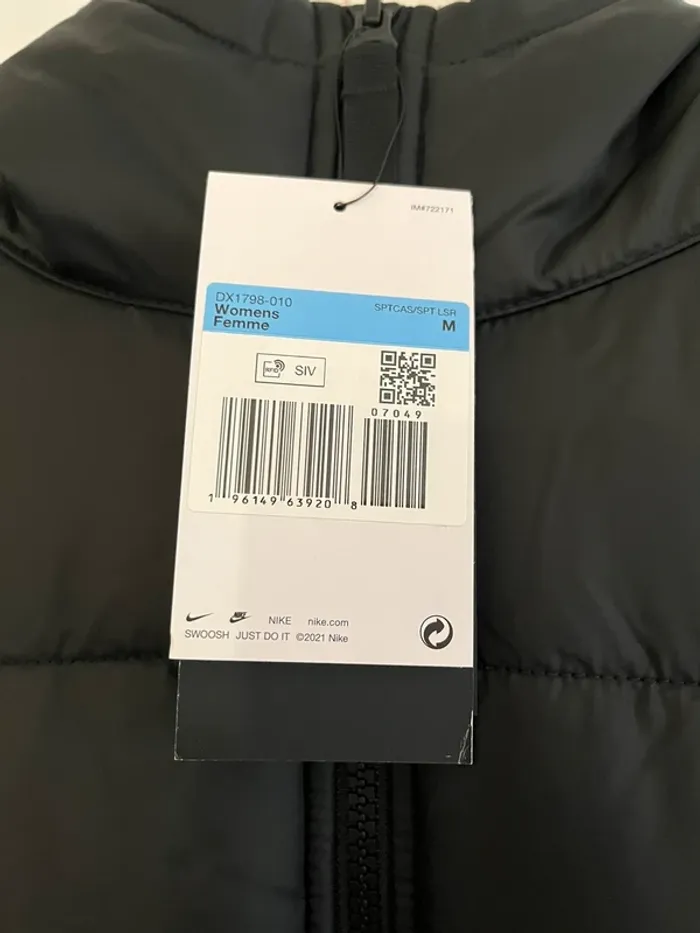 IM#722171
DX1798-010
Womens
Femme
SPTCAS/SPT LSR
M
RFID
SIV
07049
1 96149 63920 8
NIKE
NIKE nike.com
SWOOSH JUST DO IT ©2021 Nike